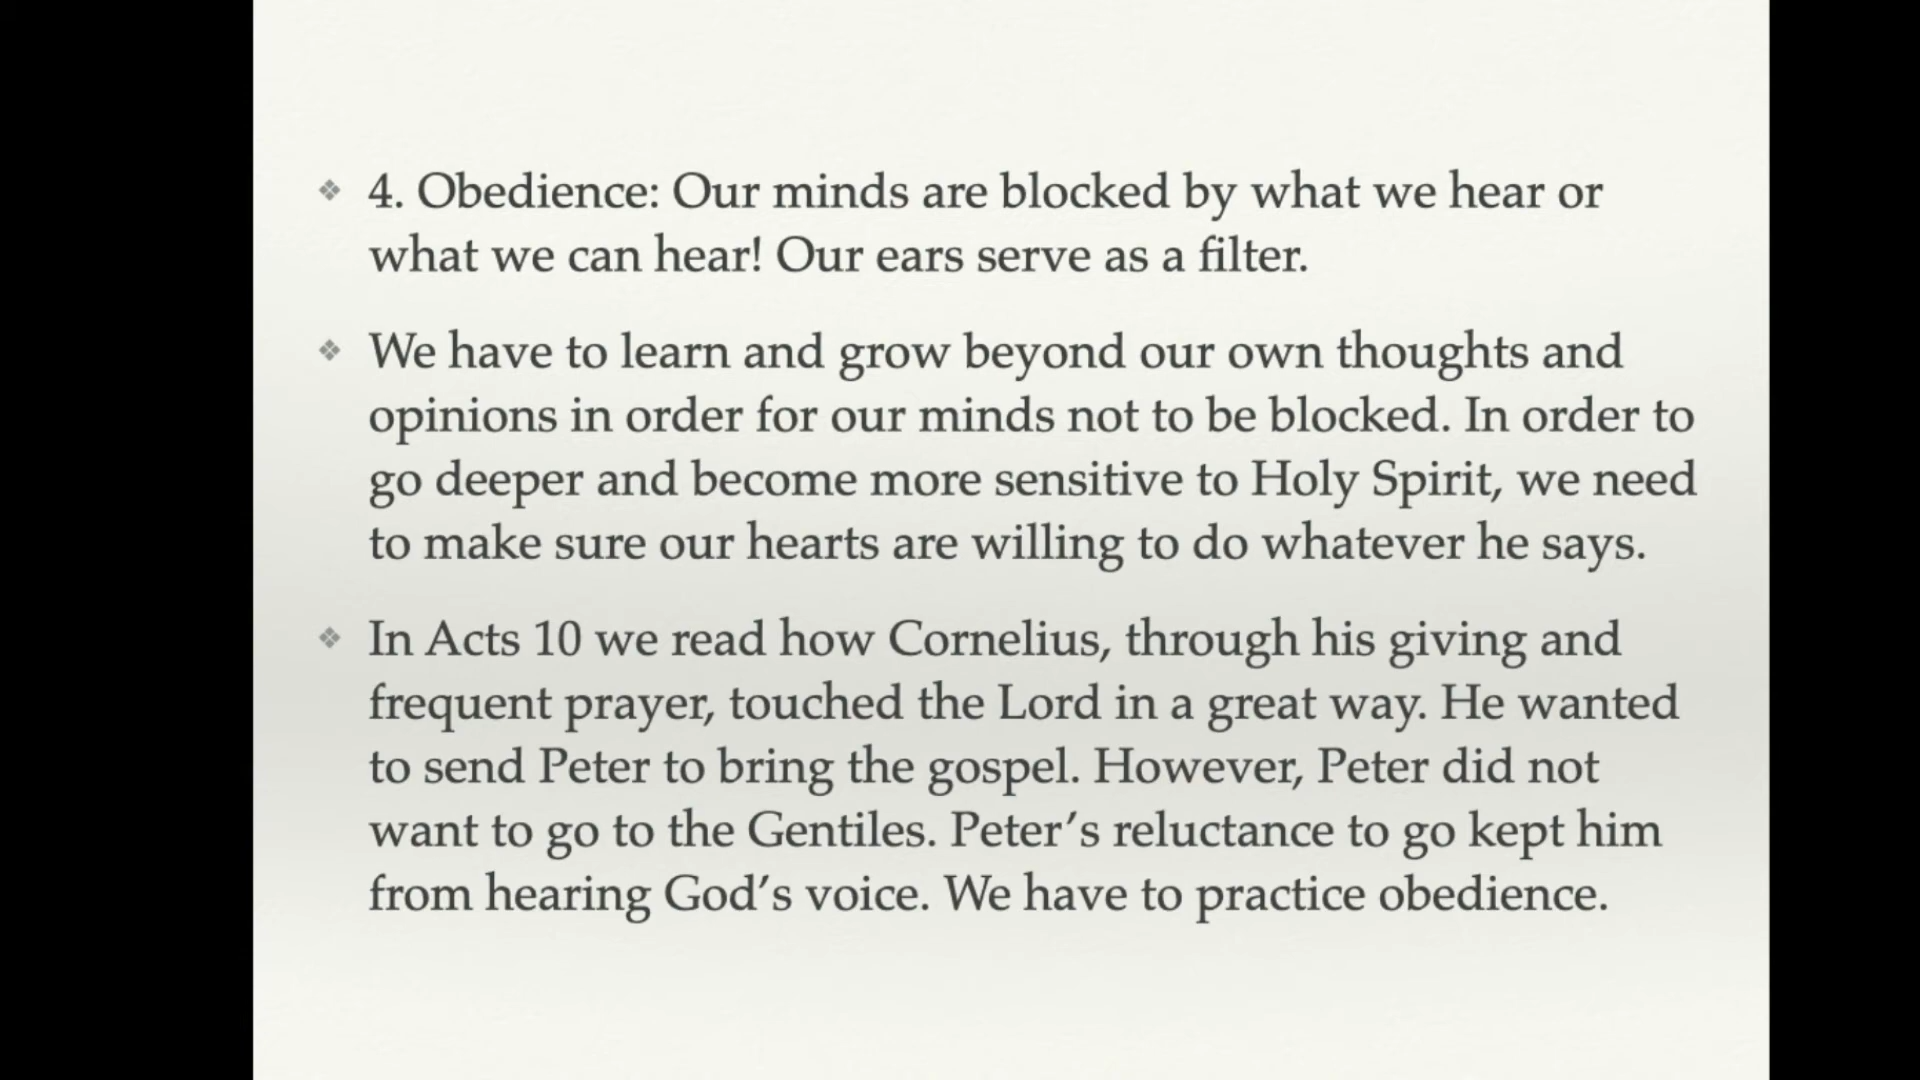 ❖ 4. Obedience: Our minds are blocked by what we hear or
what we can hear! Our ears serve as a filter.
❖ We have to learn and grow beyond our own thoughts and
opinions in order for our minds not to be blocked. In order to
go deeper and become more sensitive to Holy Spirit, we need
to make sure our hearts are willing to do whatever he says.
❖ In Acts 10 we read how Cornelius, through his giving and
frequent prayer, touched the Lord in a great way. He wanted
to send Peter to bring the gospel. However, Peter did not
want to go to the Gentiles. Peter’s reluctance to go kept him
from hearing God’s voice. We have to practice obedience.